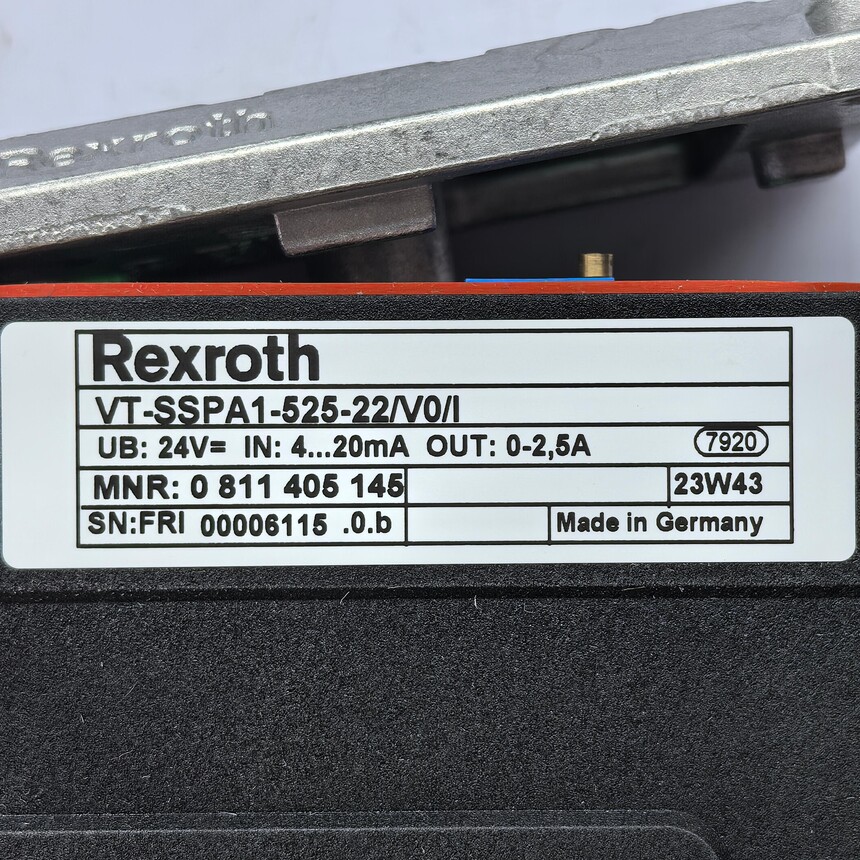 Rexroth
Rexroth
VT-SSPA1-525-22/V0/I
UB: 24V= IN: 4...20mA OUT: 0-2,5A 7920
MNR: 0 811 405 145 23W43
SN:FRI 00006115 .0.b Made in Germany